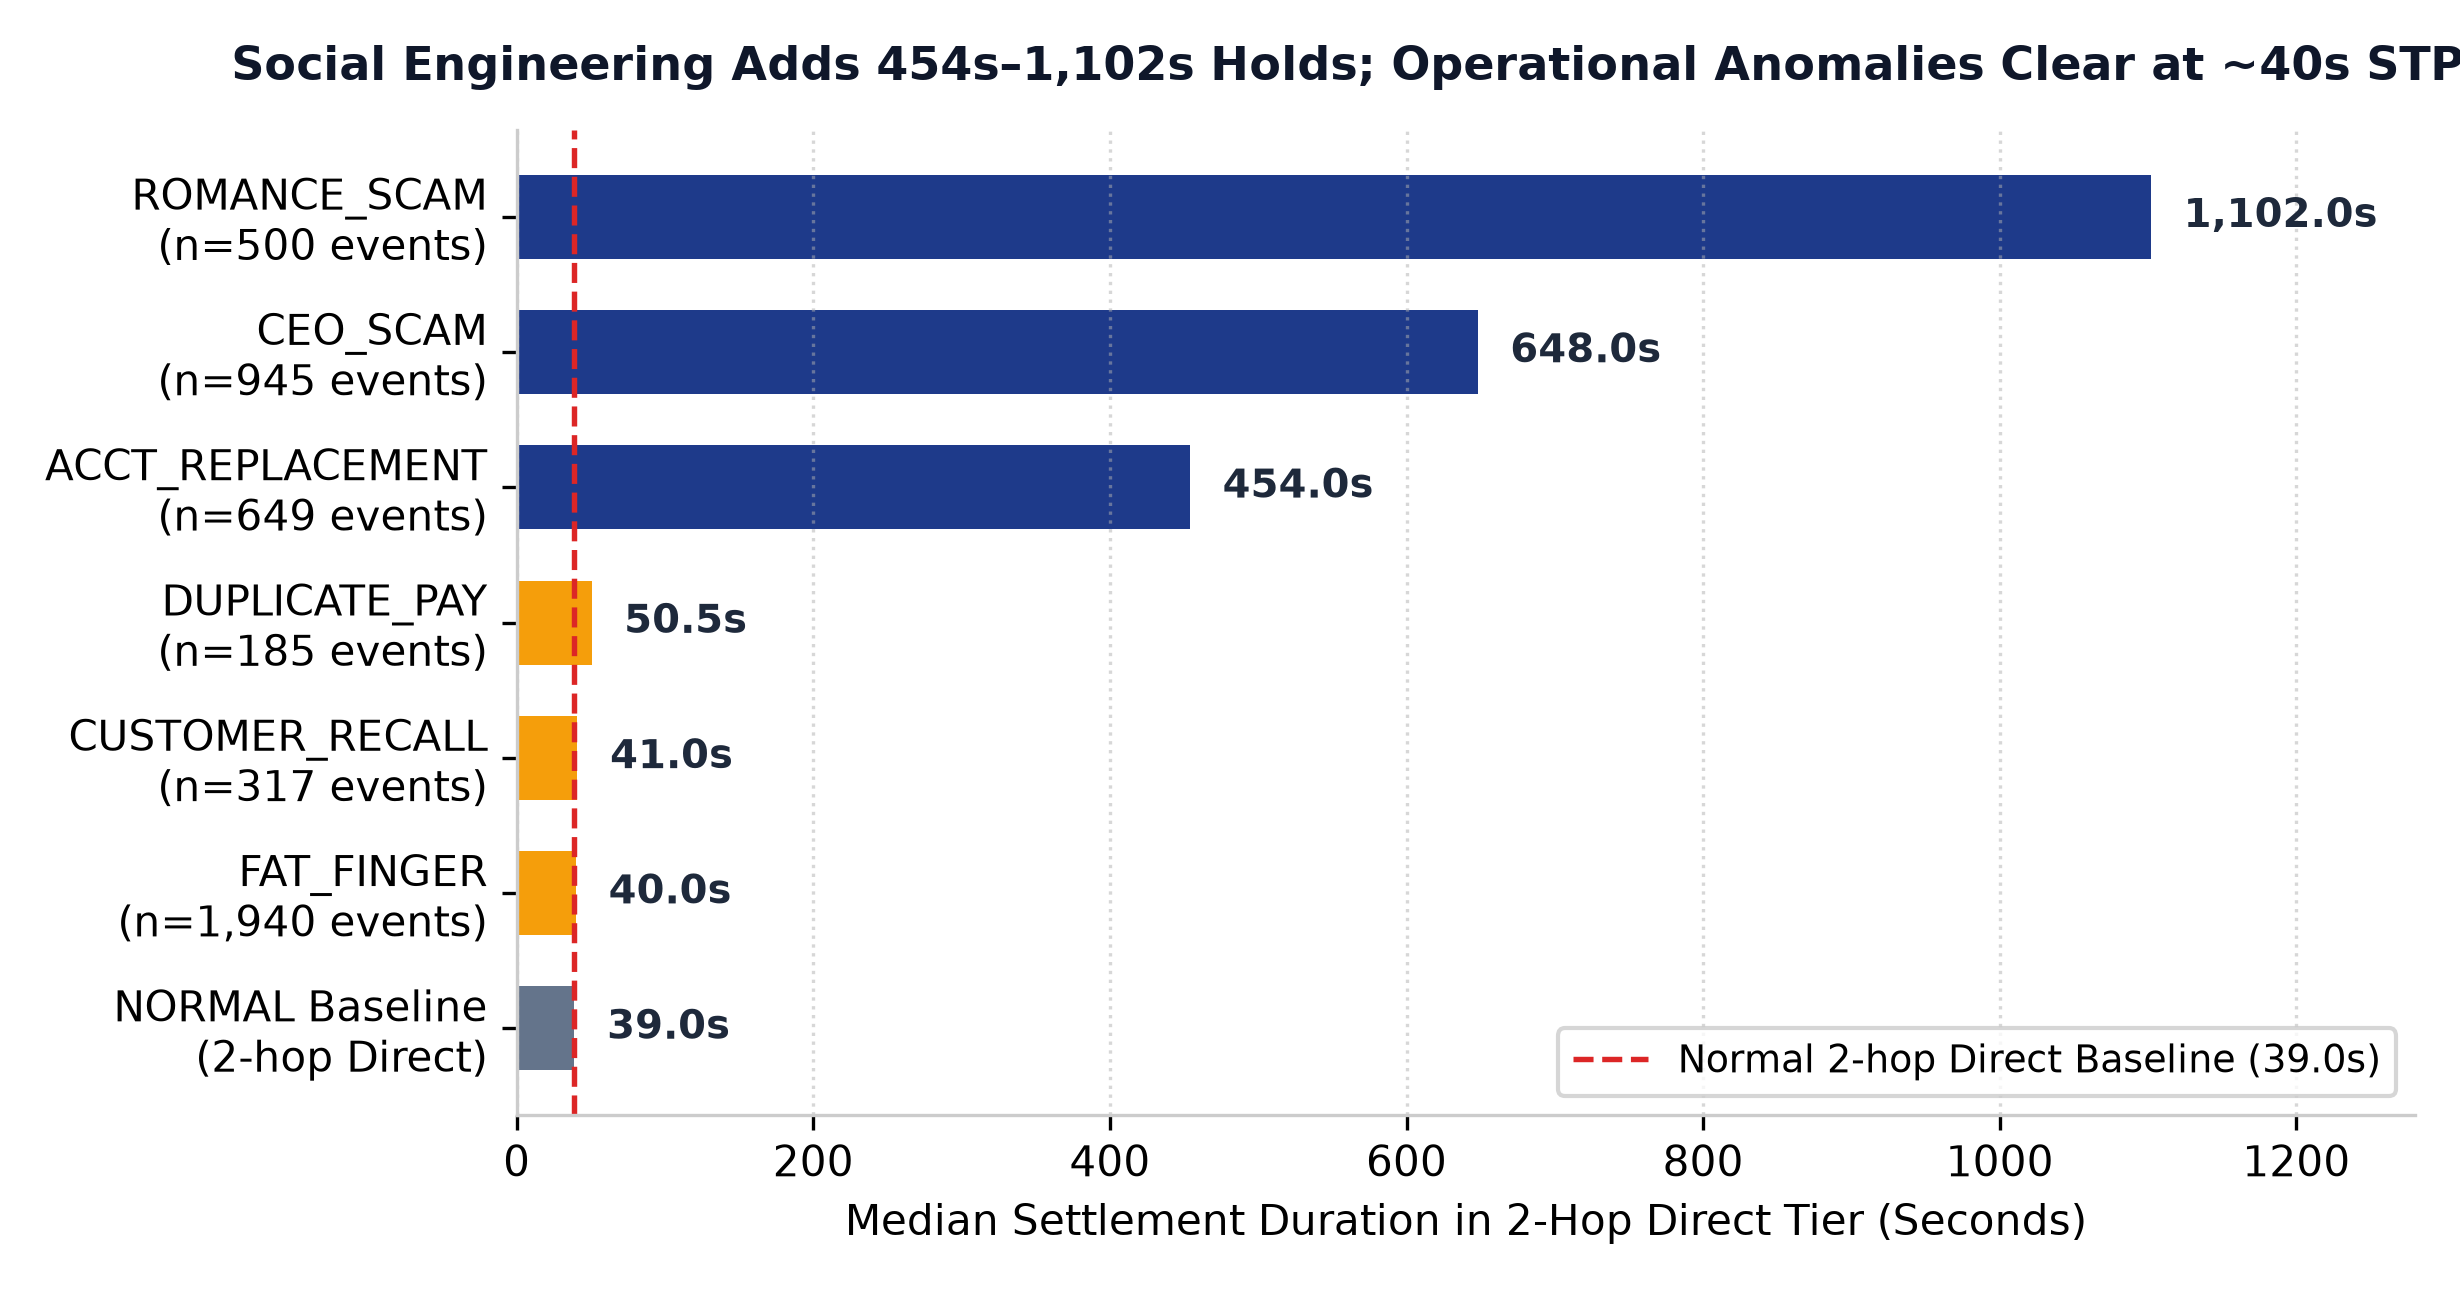 Social Engineering Adds 454s–1,102s Holds; Operational Anomalies Clear at ~40s STP
ROMANCE_SCAM
(n=500 events)
1,102.0s
CEO_SCAM
(n=945 events)
648.0s
ACCT_REPLACEMENT
(n=649 events)
454.0s
DUPLICATE_PAY
(n=185 events)
50.5s
CUSTOMER_RECALL
(n=317 events)
41.0s
FAT_FINGER
(n=1,940 events)
40.0s
NORMAL Baseline
(2-hop Direct)
39.0s
Normal 2-hop Direct Baseline (39.0s)
0 200 400 600 800 1000 1200
Median Settlement Duration in 2-Hop Direct Tier (Seconds)